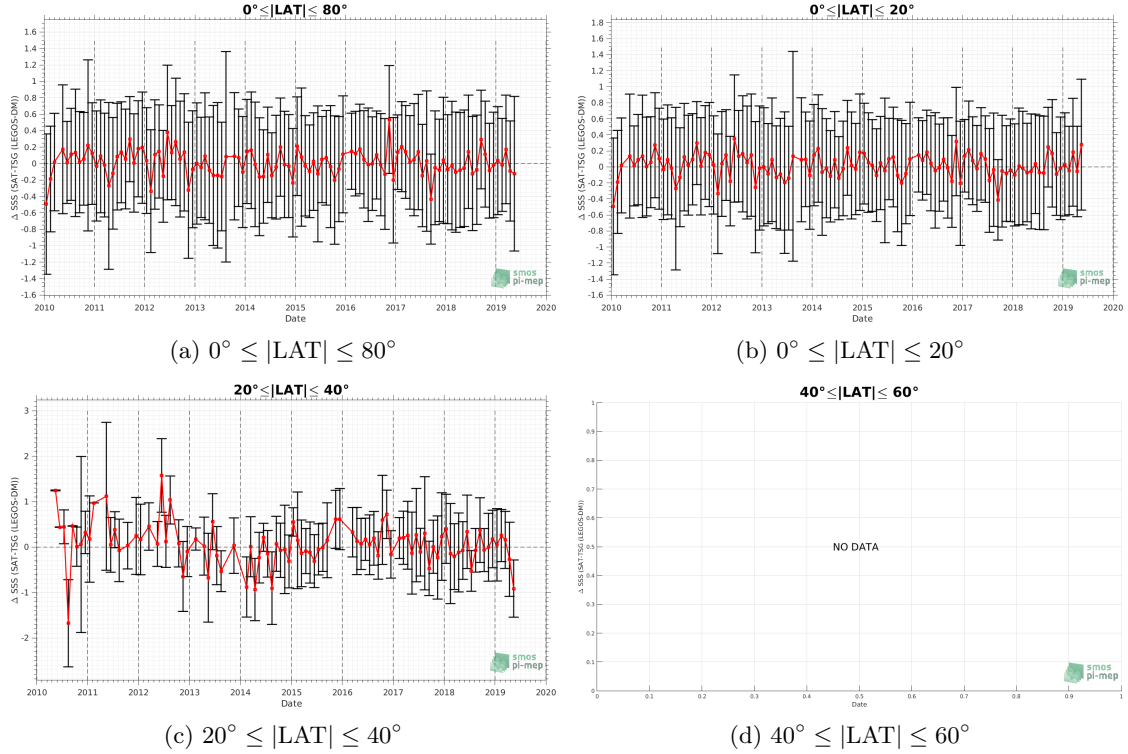 0°≤|LAT|≤ 80°
Δ SSS (SAT-TSG (LEGOS-DM))
1.6
1.4
1.2
1
0.8
0.6
0.4
0.2
0
-0.2
-0.4
-0.6
-0.8
-1
-1.2
-1.4
-1.6
2010 2011 2012 2013 2014 2015 2016 2017 2018 2019 2020
Date
smos
pi-mep
(a) 0° ≤ |LAT| ≤ 80°
0°≤|LAT|≤ 20°
Δ SSS (SAT-TSG (LEGOS-DM))
1.8
1.6
1.4
1.2
1
0.8
0.6
0.4
0.2
0
-0.2
-0.4
-0.6
-0.8
-1
-1.2
-1.4
-1.6
2010 2011 2012 2013 2014 2015 2016 2017 2018 2019 2020
Date
smos
pi-mep
(b) 0° ≤ |LAT| ≤ 20°
20°≤|LAT|≤ 40°
Δ SSS (SAT-TSG (LEGOS-DM))
3
2
1
0
-1
-2
2010 2011 2012 2013 2014 2015 2016 2017 2018 2019 2020
Date
smos
pi-mep
(c) 20° ≤ |LAT| ≤ 40°
40°≤|LAT|≤ 60°
Δ SSS (SAT-TSG (LEGOS-DM))
1
0.9
0.8
0.7
0.6
0.5
0.4
0.3
0.2
0.1
0
NO DATA
0 0.1 0.2 0.3 0.4 0.5 0.6 0.7 0.8 0.9 1
Date
smos
pi-mep
(d) 40° ≤ |LAT| ≤ 60°